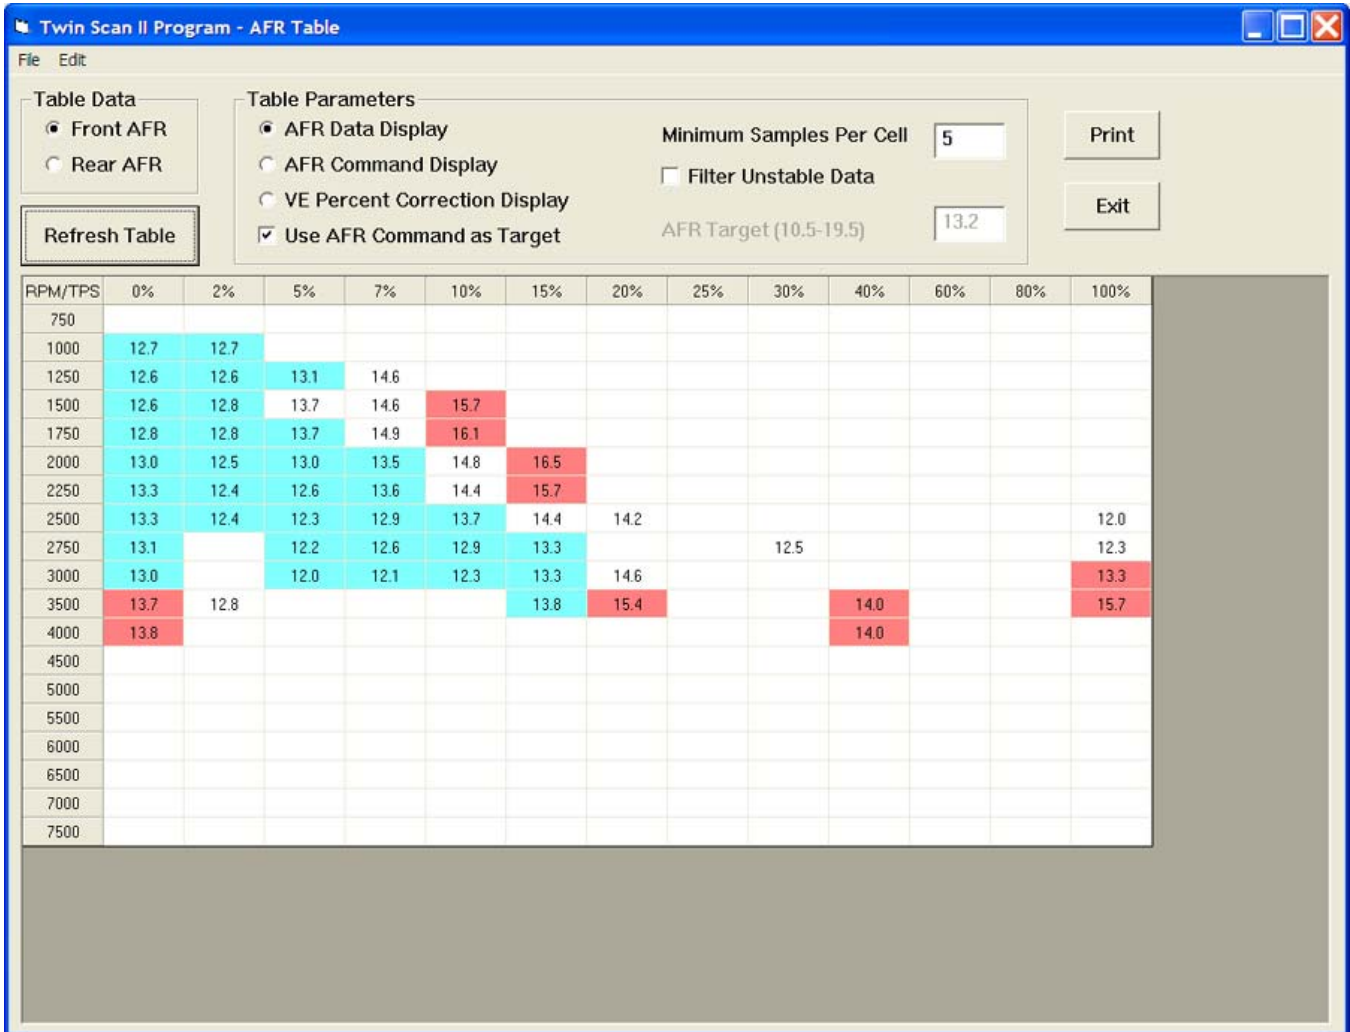 Twin Scan II Program - AFR Table
File Edit
Table Data
Front AFR
Rear AFR
Refresh Table
Table Parameters
AFR Data Display
AFR Command Display
VE Percent Correction Display
Use AFR Command as Target
Minimum Samples Per Cell 5
Filter Unstable Data
AFR Target (10.5-19.5) 13.2
Print
Exit
RPM/TPS 0% 2% 5% 7% 10% 15% 20% 25% 30% 40% 60% 80% 100%
750
1000 12.7 12.7
1250 12.6 12.6 13.1 14.6
1500 12.6 12.8 13.7 14.6 15.7
1750 12.8 12.8 13.7 14.9 16.1
2000 13.0 12.5 13.0 13.5 14.8 16.5
2250 13.3 12.4 12.6 13.6 14.4 15.7
2500 13.3 12.4 12.3 12.9 13.7 14.4 14.2 12.0
2750 13.1 12.2 12.6 12.9 13.3 12.5 12.3
3000 13.0 12.0 12.1 12.3 13.3 14.6 13.3
3500 13.7 12.8 13.8 15.4 14.0 15.7
4000 13.8 14.0
4500
5000
5500
6000
6500
7000
7500